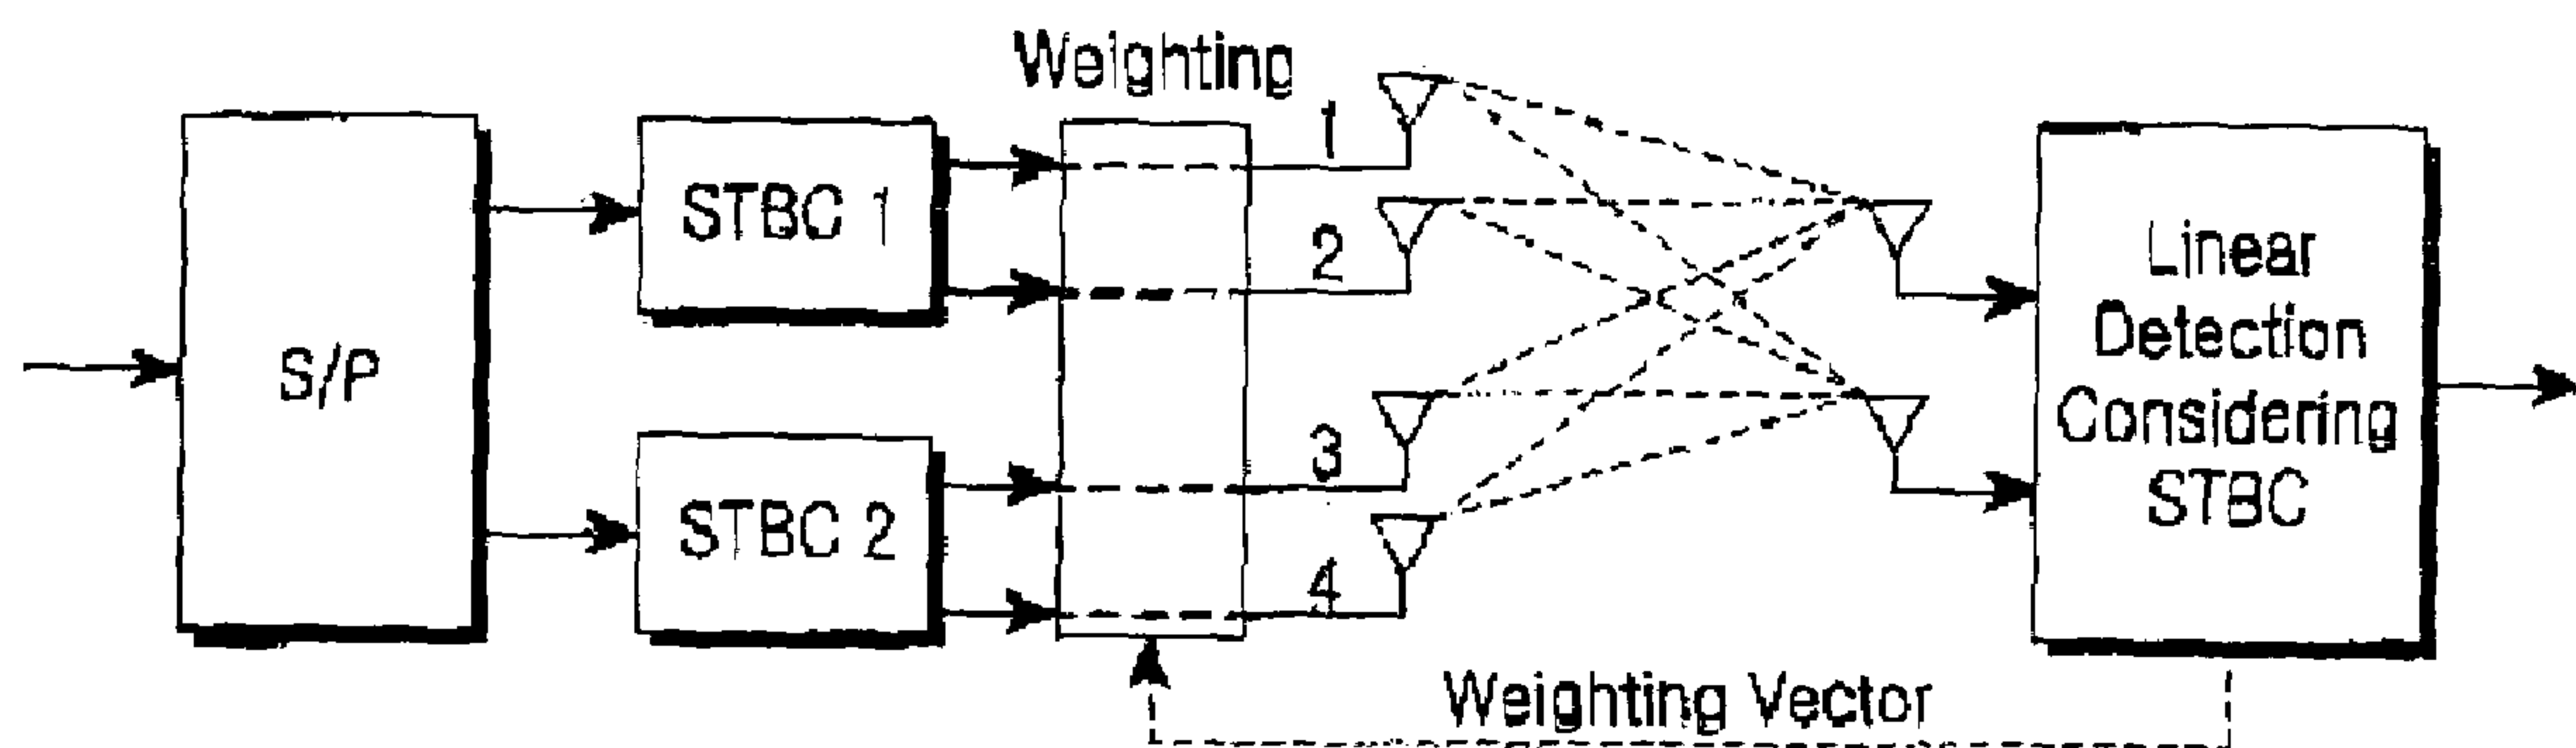 Weighting
S/P
STBC 1
STBC 2
1
2
3
4
Linear
Detection
Considering
STBC
Weighting Vector